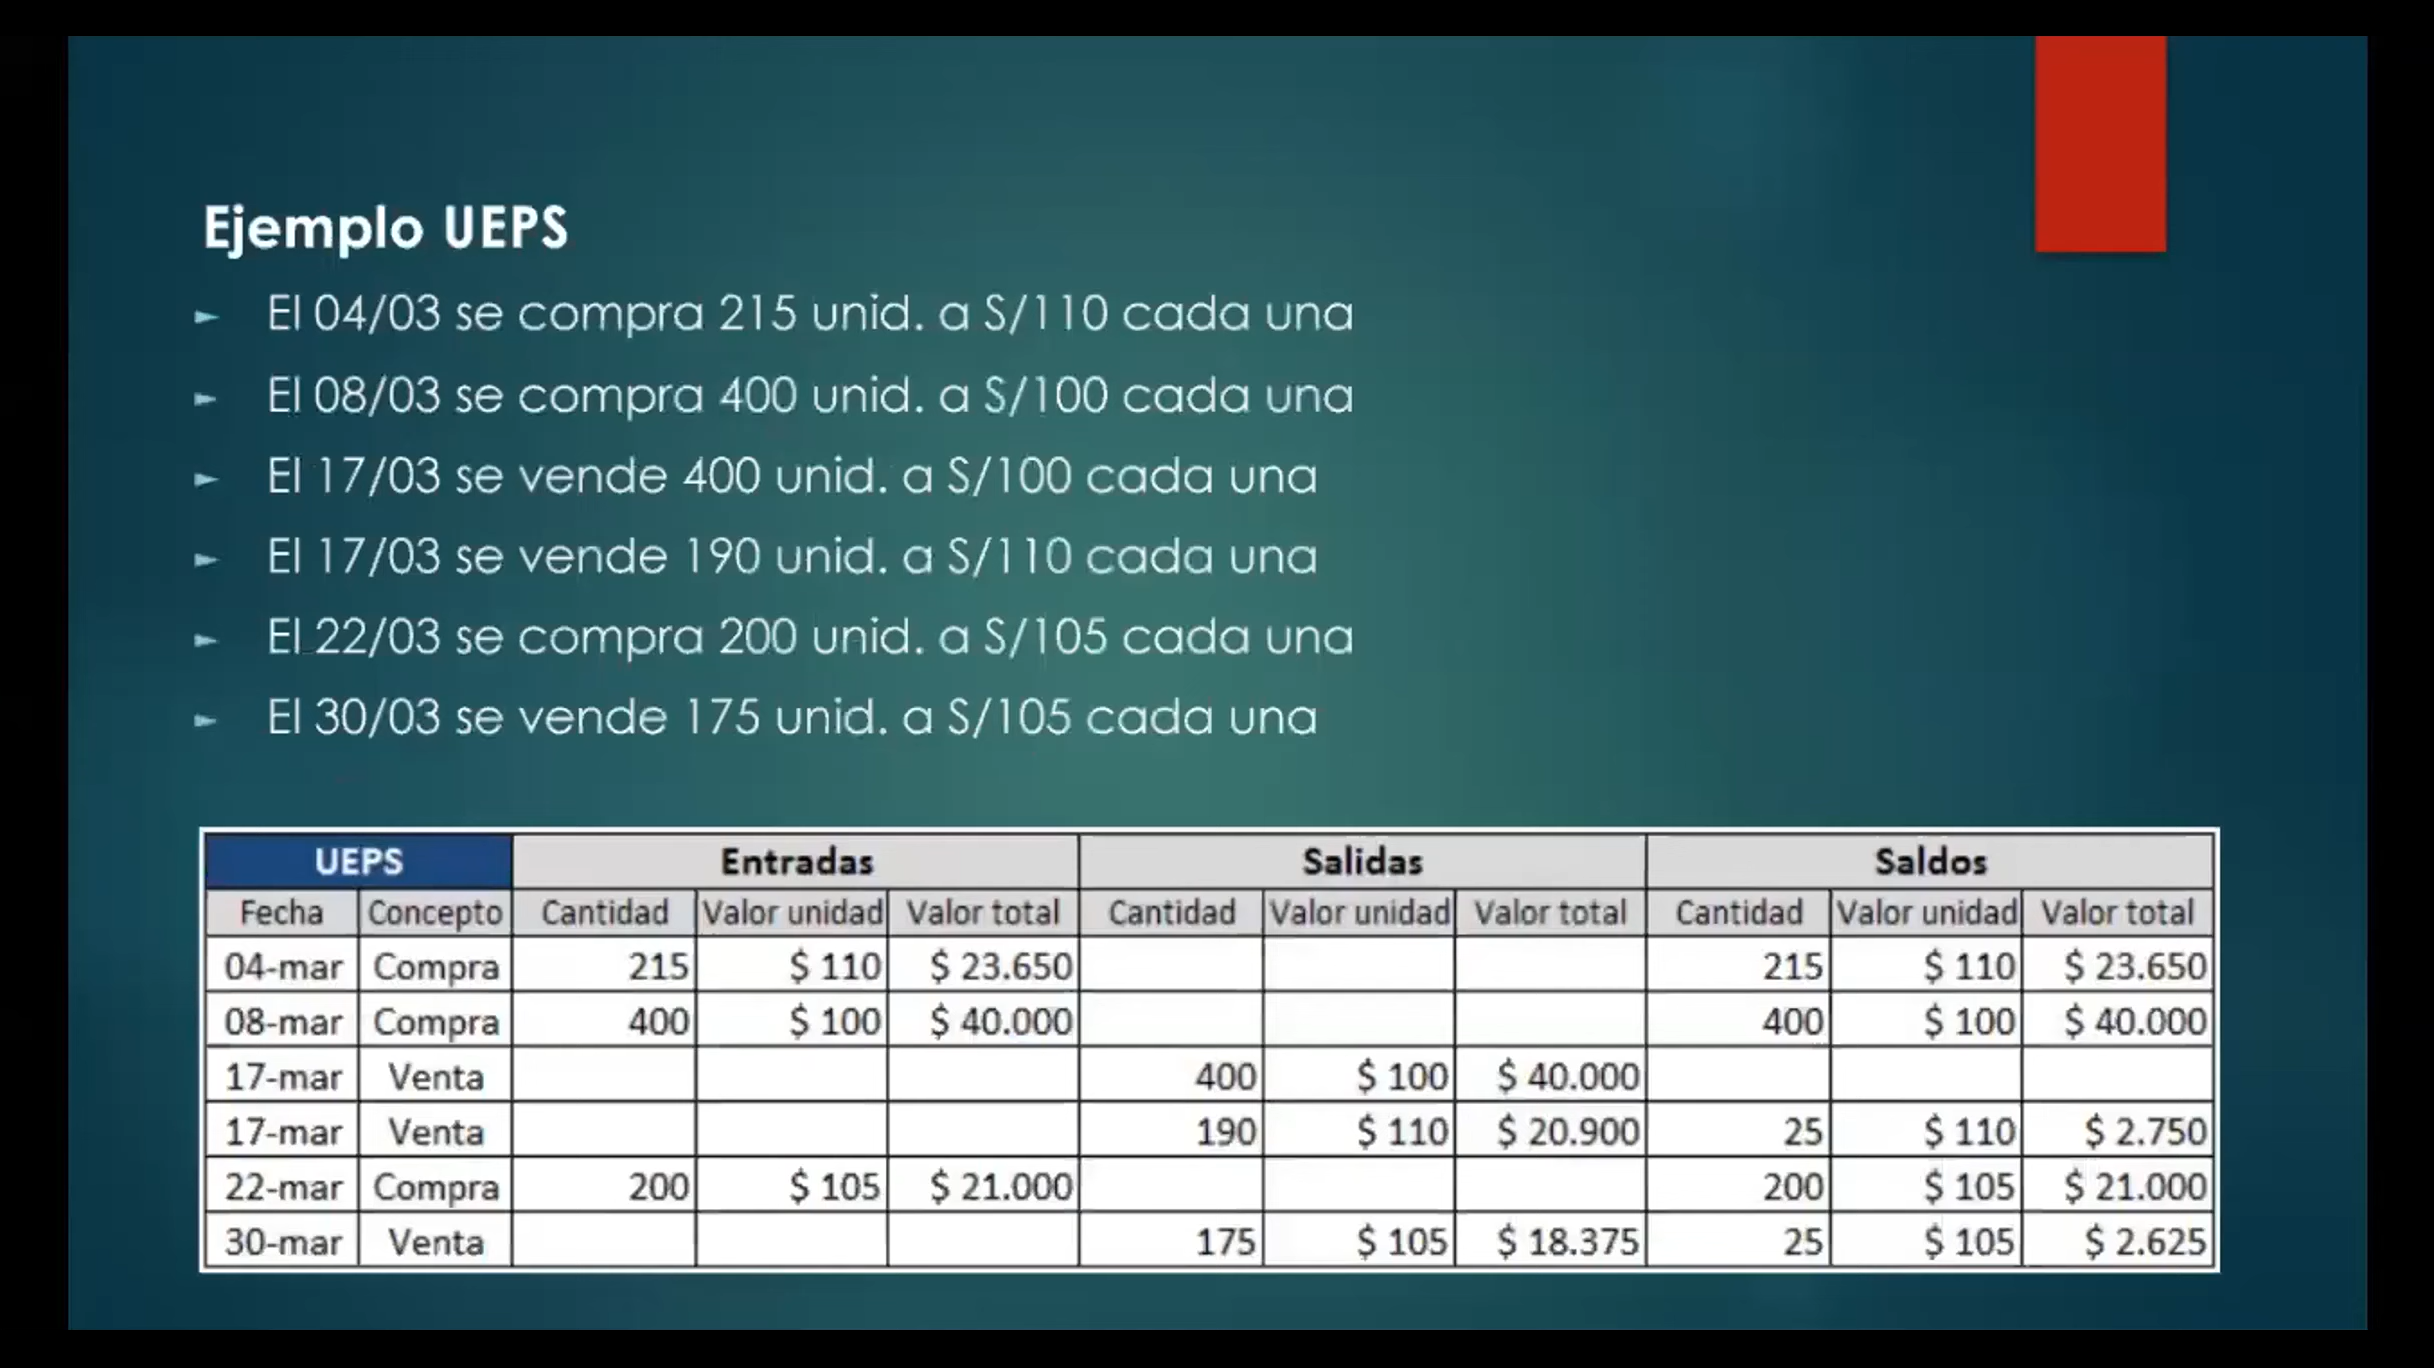 Ejemplo UEPS
El 04/03 se compra 215 unid. a S/110 cada una
El 08/03 se compra 400 unid. a S/100 cada una
El 17/03 se vende 400 unid. a S/100 cada una
El 17/03 se vende 190 unid. a S/110 cada una
El 22/03 se compra 200 unid. a S/105 cada una
El 30/03 se vende 175 unid. a S/105 cada una
UEPS Entradas Salidas Saldos
Fecha Concepto Cantidad Valor unidad Valor total Cantidad Valor unidad Valor total Cantidad Valor unidad Valor total
04-mar Compra 215 $ 110 $ 23.650 215 $ 110 $ 23.650
08-mar Compra 400 $ 100 $ 40.000 400 $ 100 $ 40.000
17-mar Venta 400 $ 100 $ 40.000
17-mar Venta 190 $ 110 $ 20.900 25 $ 110 $ 2.750
22-mar Compra 200 $ 105 $ 21.000 200 $ 105 $ 21.000
30-mar Venta 175 $ 105 $ 18.375 25 $ 105 $ 2.625